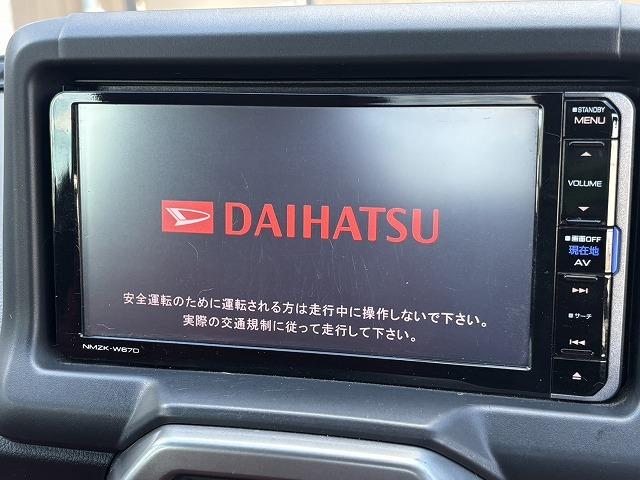 DAIHATSU
安全運転のために運転される方は走行中に操作しないで下さい。
実際の交通規制に従って走行して下さい。
NMZK-W67D
STANDBY
MENU
VOLUME
画面OFF
現在地
AV
サーチ